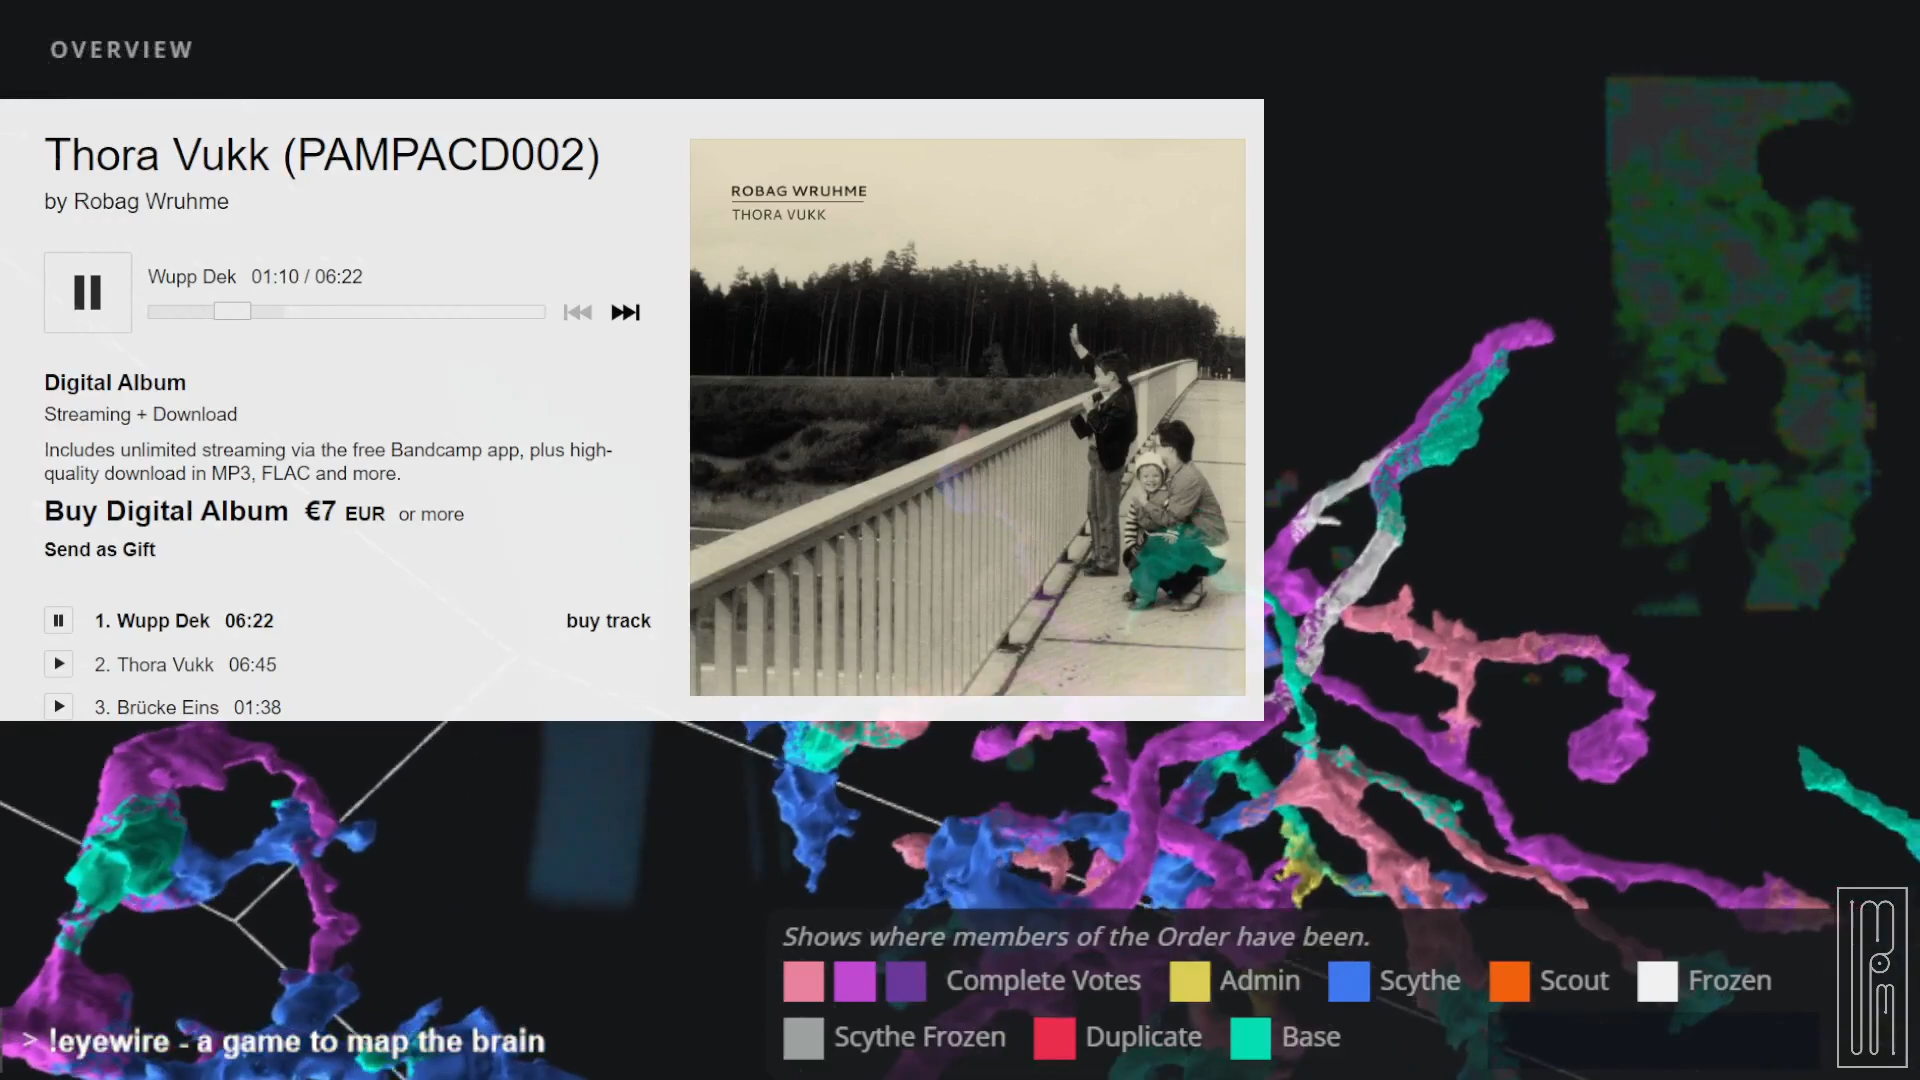 OVERVIEW
Thora Vukk (PAMPACD002)
by Robag Wruhme
Wupp Dek 01:10 / 06:22
Digital Album
Streaming + Download
Includes unlimited streaming via the free Bandcamp app, plus high-
quality download in MP3, FLAC and more.
Buy Digital Album €7 EUR or more
Send as Gift
1. Wupp Dek 06:22 buy track
2. Thora Vukk 06:45
3. Brücke Eins 01:38
ROBAG WRUHME
THORA VUKK
Shows where members of the Order have been.
Complete Votes Admin Scythe Scout Frozen
Scythe Frozen Duplicate Base
> !eyewire - a game to map the brain